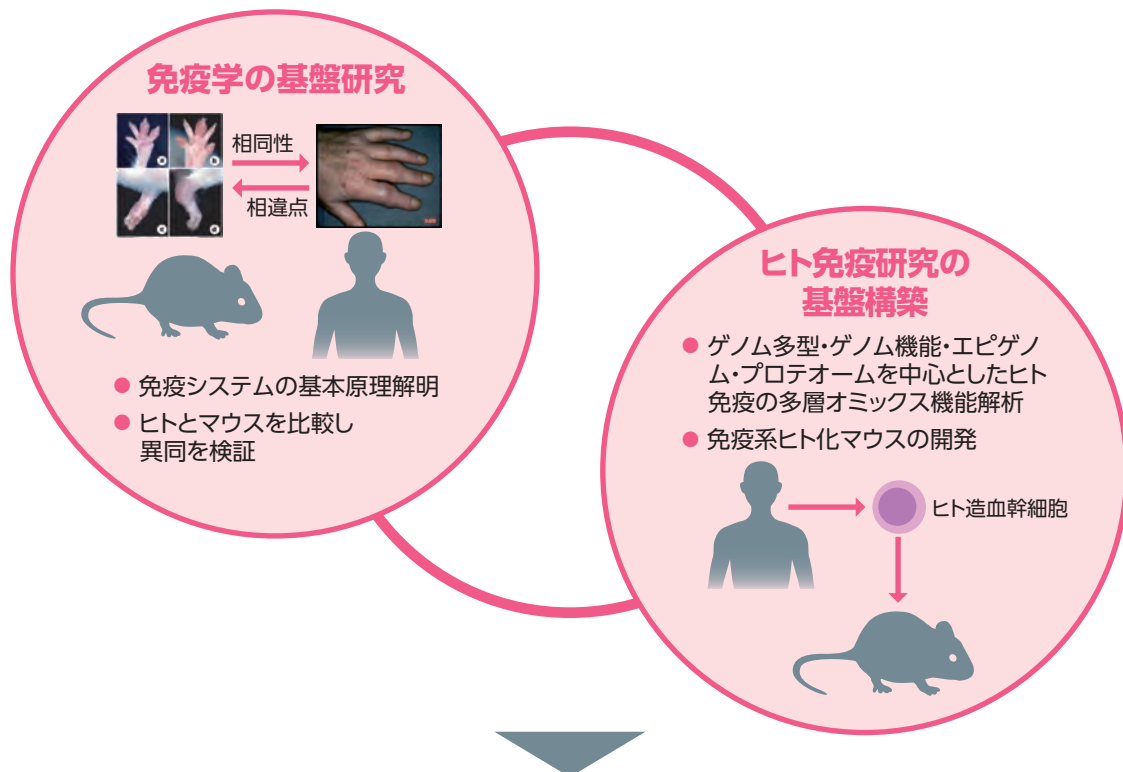 免疫学の基盤研究
相同性
相違点
● 免疫システムの基本原理解明
● ヒトとマウスを比較し
異同を検証
ヒト免疫研究の
基盤構築
● ゲノム多型・ゲノム機能・エピゲノ
ム・プロテオームを中心としたヒト
免疫の多層オミックス機能解析
● 免疫系ヒト化マウスの開発
ヒト造血幹細胞